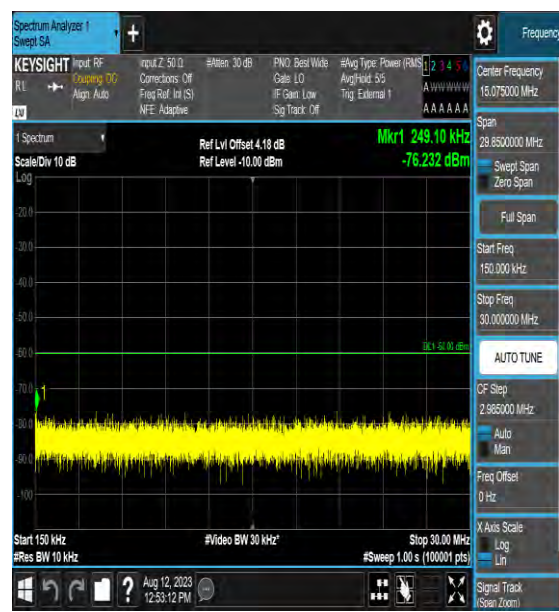 Spectrum Analyzer 1
Swept SA
Frequency
KEYSIGHT Input: RF Input Z: 50 Ω #Atten: 30 dB PNO: Best Wide #Avg Type: Power (RMS 1 2 3 4 5 6
RL Coupling: DC Corrections: Off Gate: LO Avg|Hold: 5/5 A W W W W W
Align: Auto Freq Ref: Int (S) IF Gain: Low Trig: External 1
NFE: Adaptive Sig Track: Off A A A A A A
LXI
1 Spectrum
Ref Lvl Offset 4.18 dB
Mkr1 249.10 kHz
Scale/Div 10 dB
Ref Level -10.00 dBm
-76.232 dBm
Log
-20.0
-30.0
-40.0
-50.0
-60.0
-70.0
-80.0
-90.0
-100
1
Start 150 kHz
#Video BW 30 kHz*
Stop 30.00 MHz
#Res BW 10 kHz
#Sweep 1.00 s (100001 pts)
?
Aug 12, 2023
12:53:12 PM
Center Frequency
15.075000 MHz
Span
29.8500000 MHz
Swept Span
Zero Span
Full Span
Start Freq
150.000 kHz
Stop Freq
30.000000 MHz
AUTO TUNE
CF Step
2.985000 MHz
Auto
Man
Freq Offset
0 Hz
X Axis Scale
Log
Lin
Signal Track
(Span Zoom)